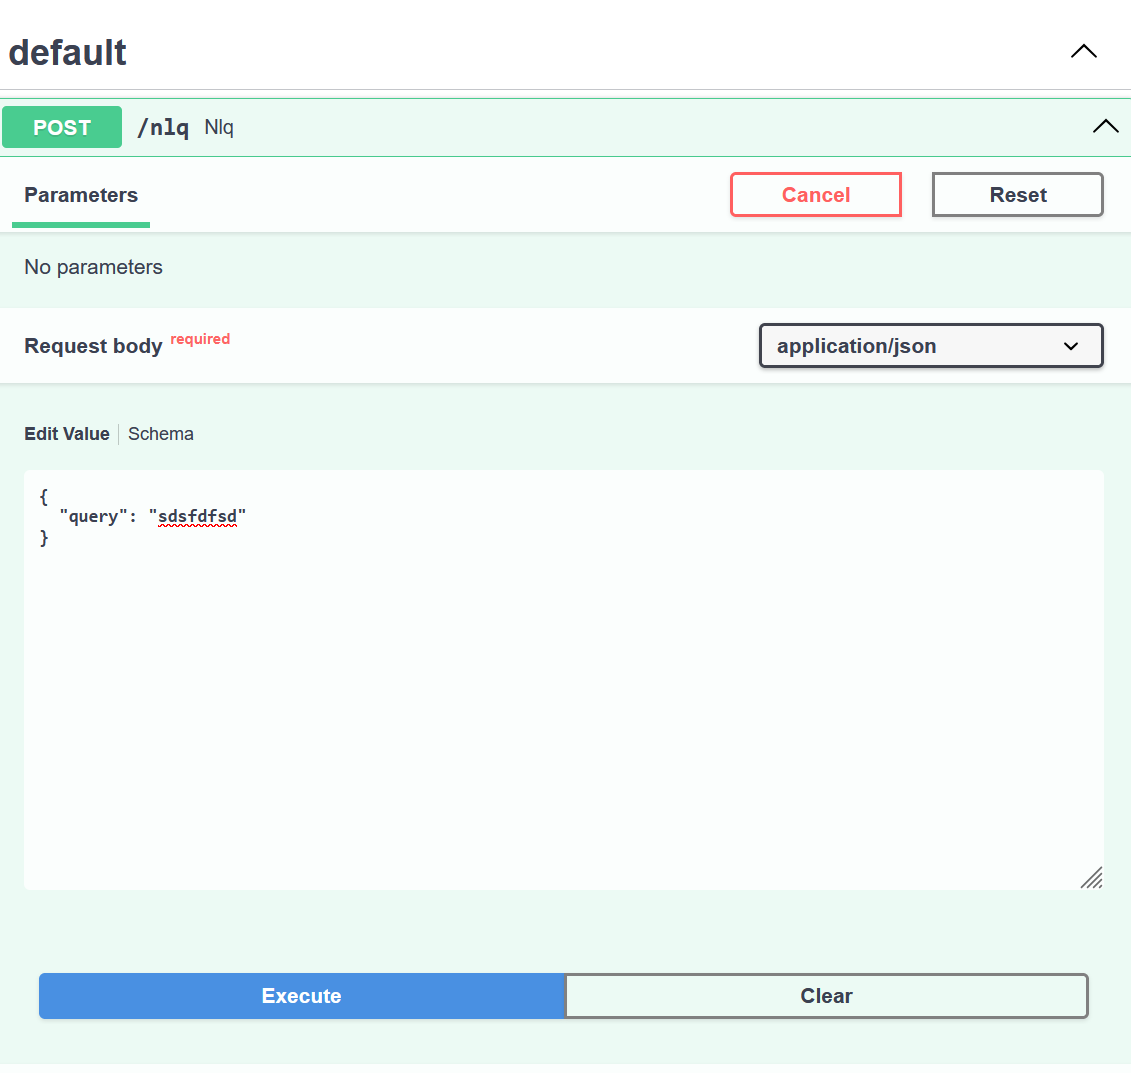 default
POST /nlq Nlq
Parameters Cancel Reset
No parameters
Request body required application/json
Edit Value Schema
{
  "query": "sdsfdfsd"
}
Execute Clear